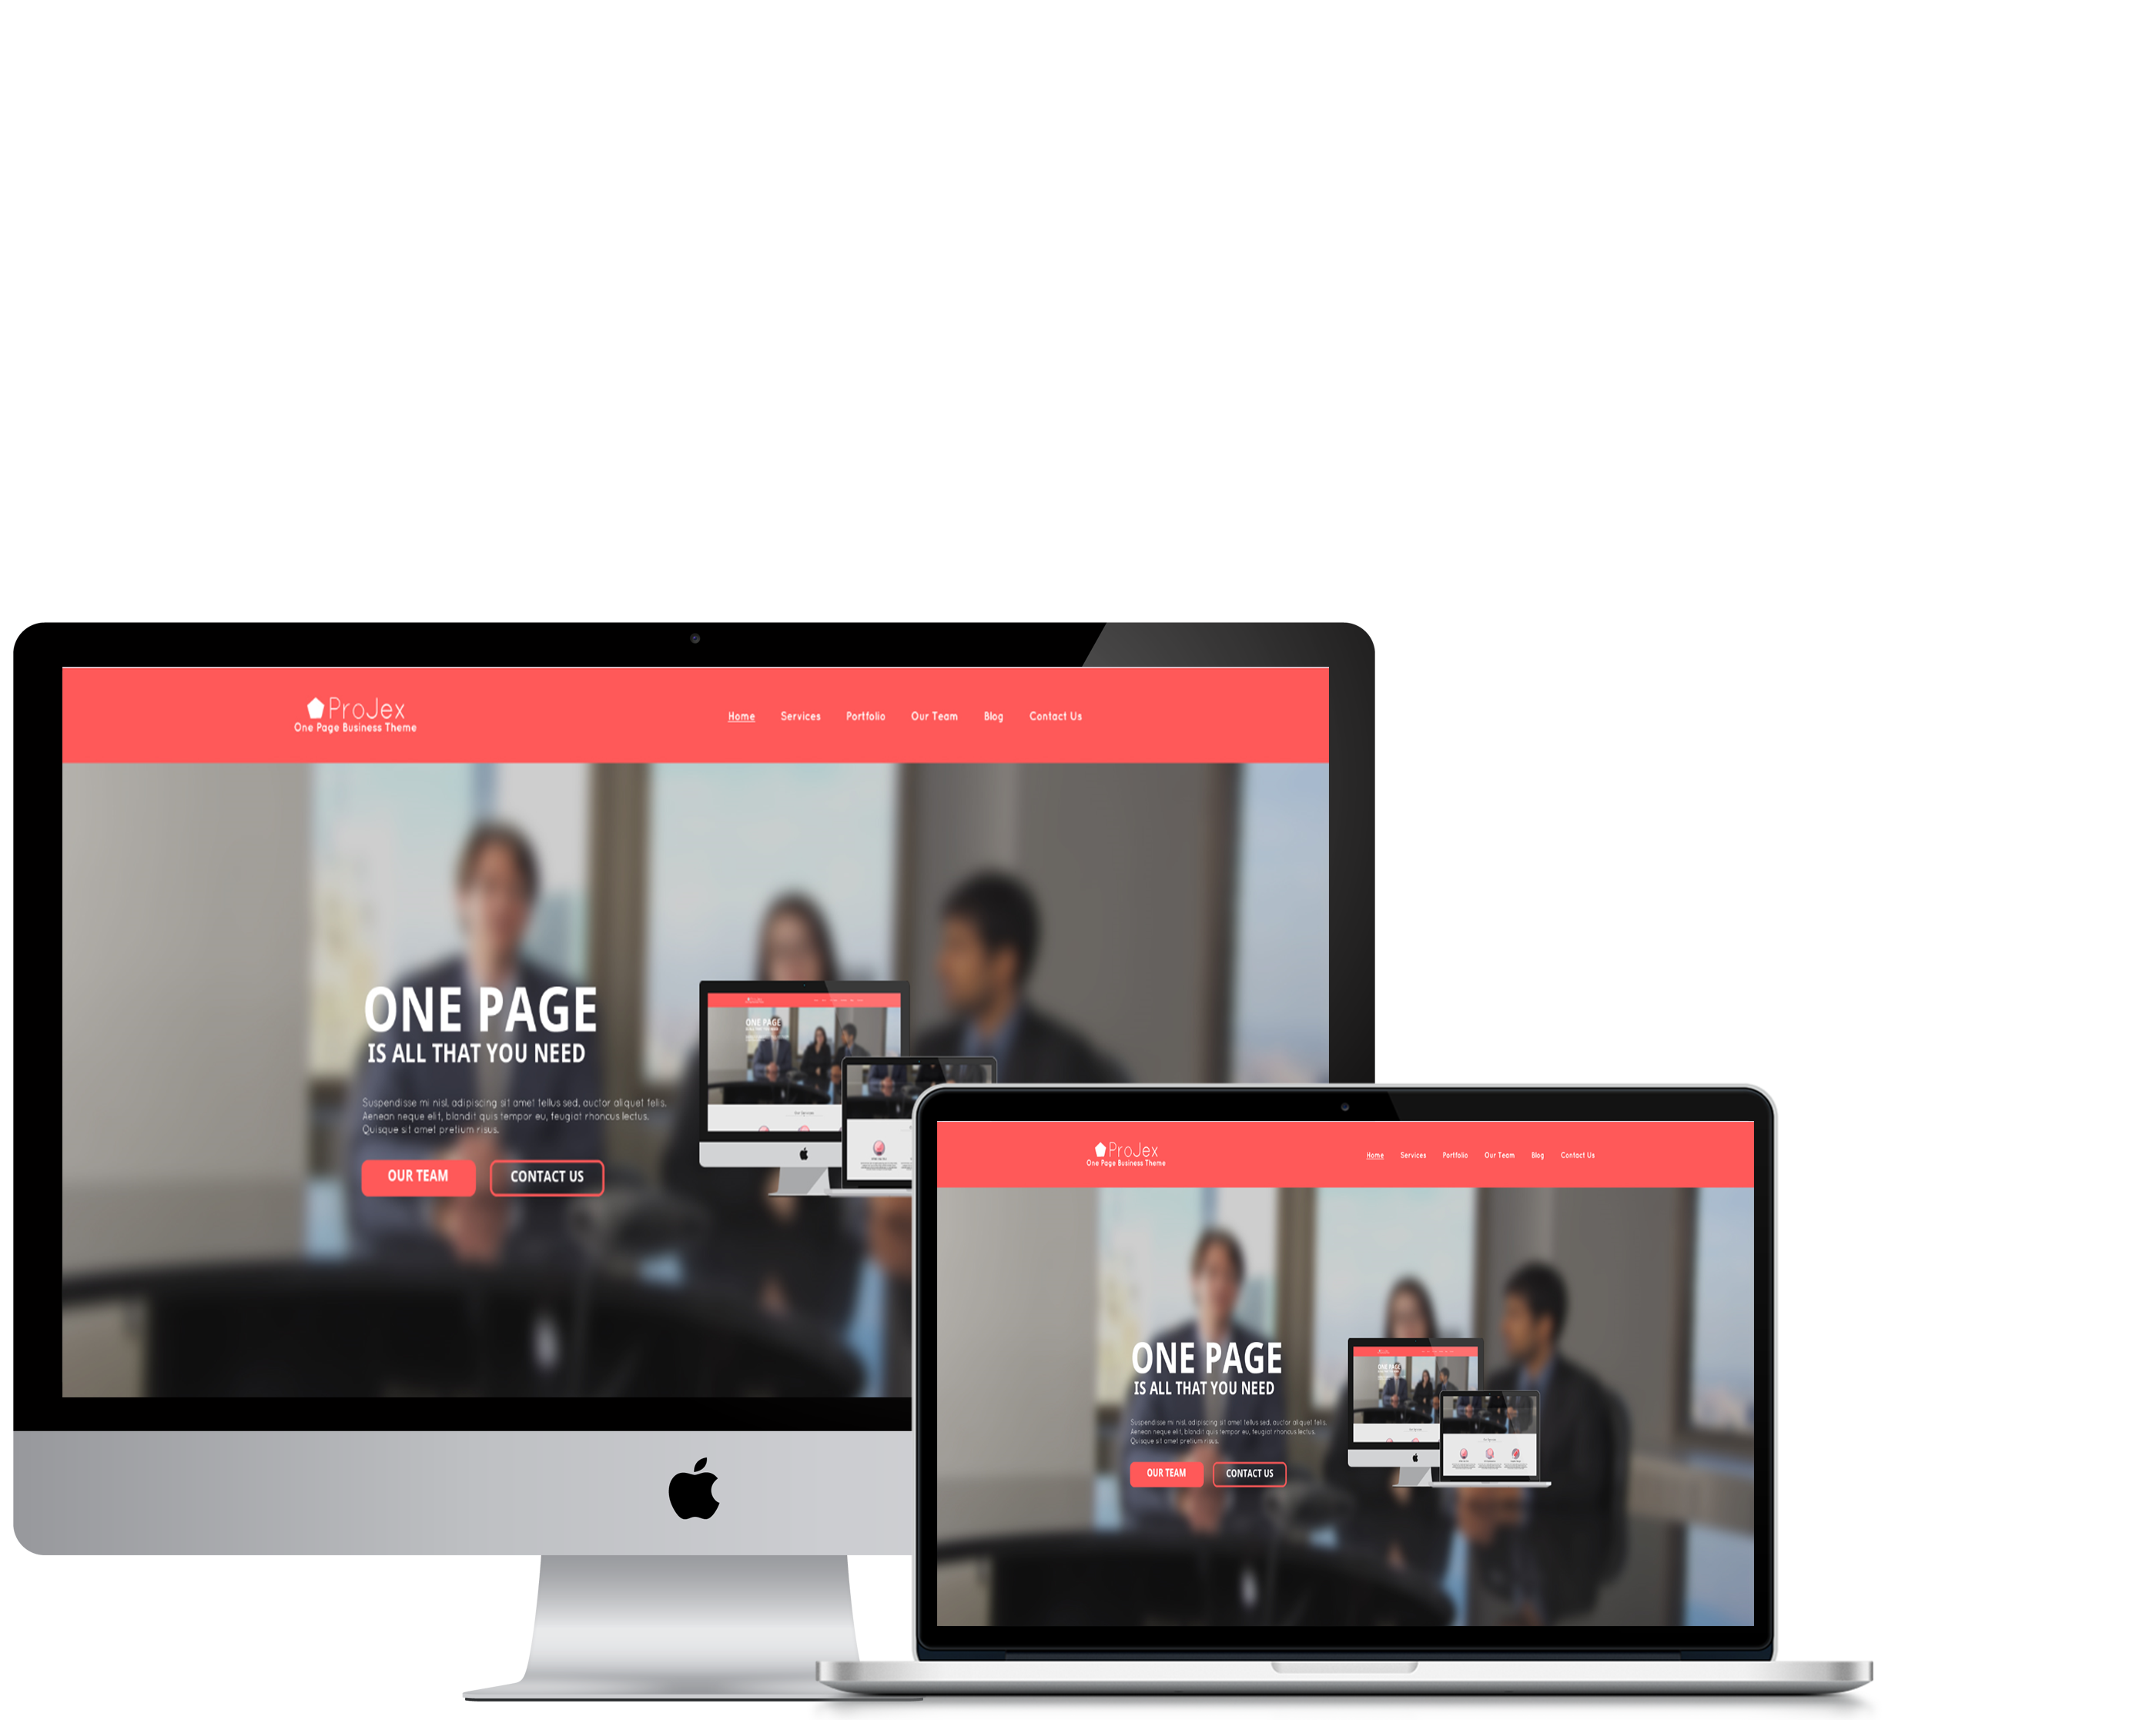 ProJex
One Page Business Theme
Home Services Portfolio Our Team Blog Contact Us
ONE PAGE
IS ALL THAT YOU NEED
Suspendisse mi nisl, adipiscing sit amet tellus sed, auctor aliquet felis.
Aenean neque elit, blandit quis tempor eu, feugiat rhoncus lectus.
Quisque sit amet pretium risus.
OUR TEAM CONTACT US
ONE PAGE
ProJex
One Page Business Theme
Home Services Portfolio Our Team Blog Contact Us
ONE PAGE
IS ALL THAT YOU NEED
Suspendisse mi nisl, adipiscing sit amet tellus sed, auctor aliquet felis.
Aenean neque elit, blandit quis tempor eu, feugiat rhoncus lectus.
Quisque sit amet pretium risus.
OUR TEAM CONTACT US
ONE PAGE